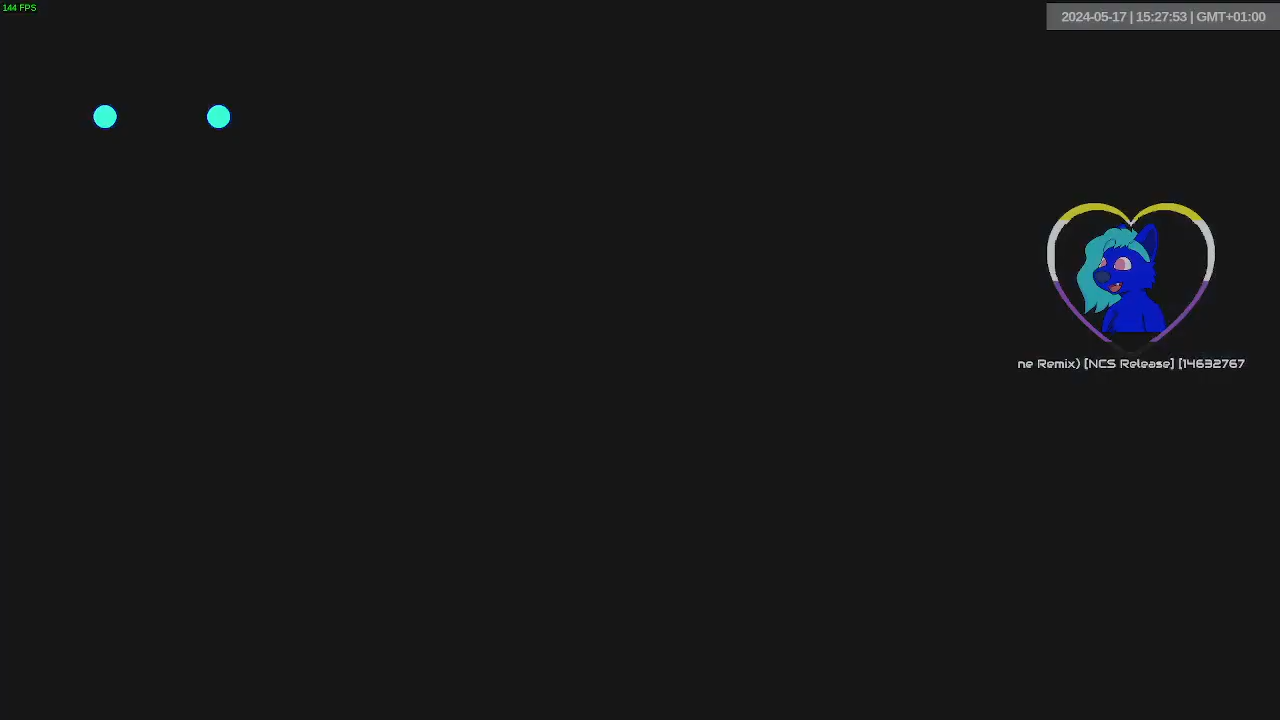 144 FPS
2024-05-17 | 15:27:53 | GMT+01:00
ne Remix) [NCS Release] [14632767